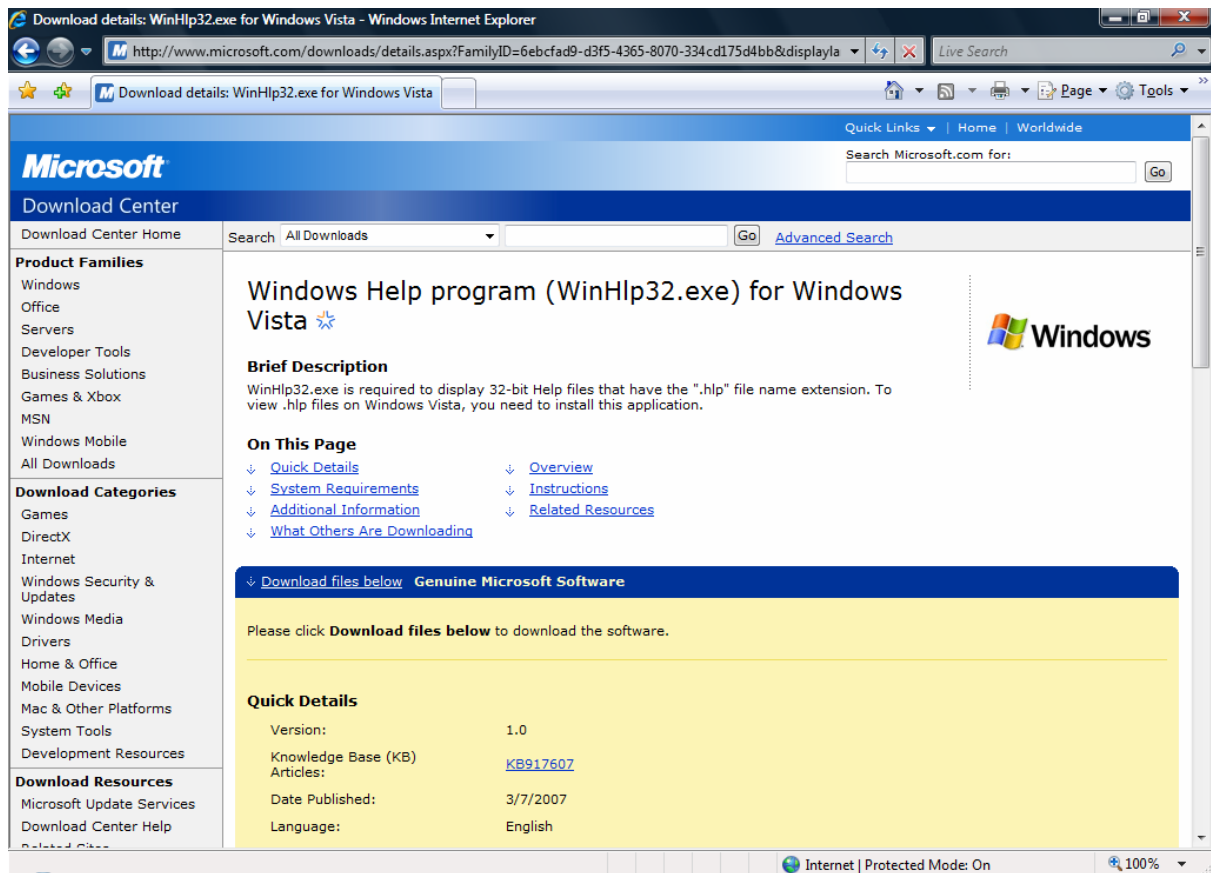 Download details: WinHlp32.exe for Windows Vista - Windows Internet Explorer
http://www.microsoft.com/downloads/details.aspx?FamilyID=6ebcfad9-d3f5-4365-8070-334cd175d4bb&displayla
Live Search
Download details: WinHlp32.exe for Windows Vista
Page
Tools
Quick Links | Home | Worldwide
Microsoft
Search Microsoft.com for:
Go
Download Center
Download Center Home
Search All Downloads Go Advanced Search
Product Families
Windows
Office
Servers
Developer Tools
Business Solutions
Games & Xbox
MSN
Windows Mobile
All Downloads
Download Categories
Games
DirectX
Internet
Windows Security &
Updates
Windows Media
Drivers
Home & Office
Mobile Devices
Mac & Other Platforms
System Tools
Development Resources
Download Resources
Microsoft Update Services
Download Center Help
Related Sites
Windows Help program (WinHlp32.exe) for Windows
Vista
Windows
Brief Description
WinHlp32.exe is required to display 32-bit Help files that have the ".hlp" file name extension. To
view .hlp files on Windows Vista, you need to install this application.
On This Page
Quick Details
Overview
System Requirements
Instructions
Additional Information
Related Resources
What Others Are Downloading
Download files below Genuine Microsoft Software
Please click Download files below to download the software.
Quick Details
Version: 1.0
Knowledge Base (KB)
Articles: KB917607
Date Published: 3/7/2007
Language: English
Internet | Protected Mode: On
100%